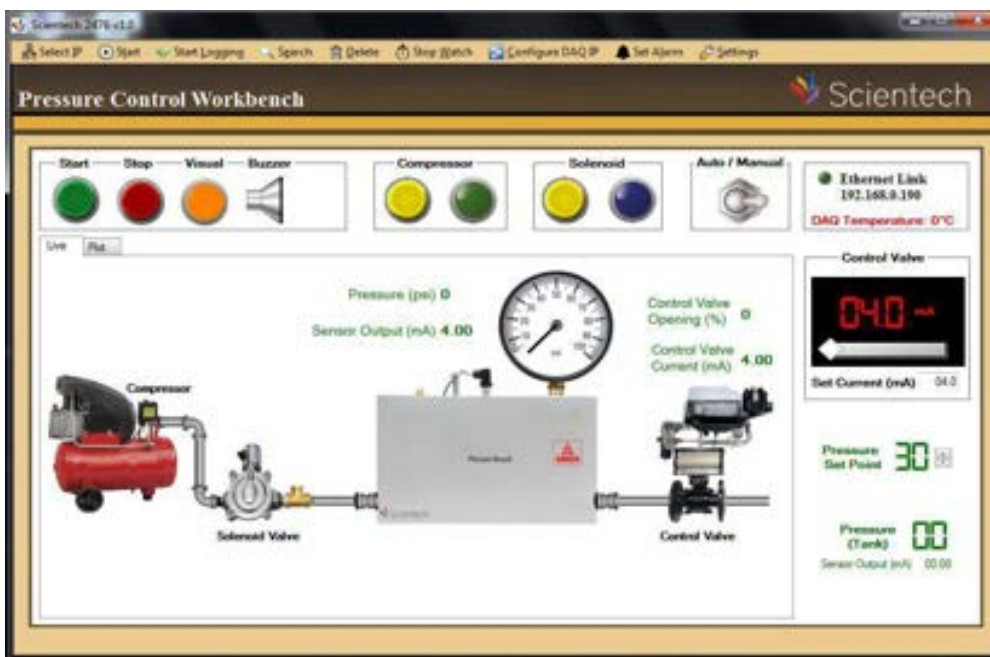 Scientech 2476 v1.0
Select IP Start Start Logging Search Delete Stop Watch Configure DAQ IP Set Alarm Settings
Pressure Control Workbench
Scientech
Start Stop Visual Buzzer
Compressor
Solenoid
Auto / Manual
Ethernet Link
192.168.0.190
DAQ Temperature: 0°C
Live Plot
Pressure (psi) 0
Sensor Output (mA) 4.00
Control Valve
Opening (%) 0
Control Valve
Current (mA) 4.00
Compressor
Solenoid Valve
Scientech
Control Valve
Control Valve
04.0 mA
Set Current (mA) 04.0
Pressure
Set Point 30
Pressure
(Tank) 00
Sensor Output (mA) 00.00